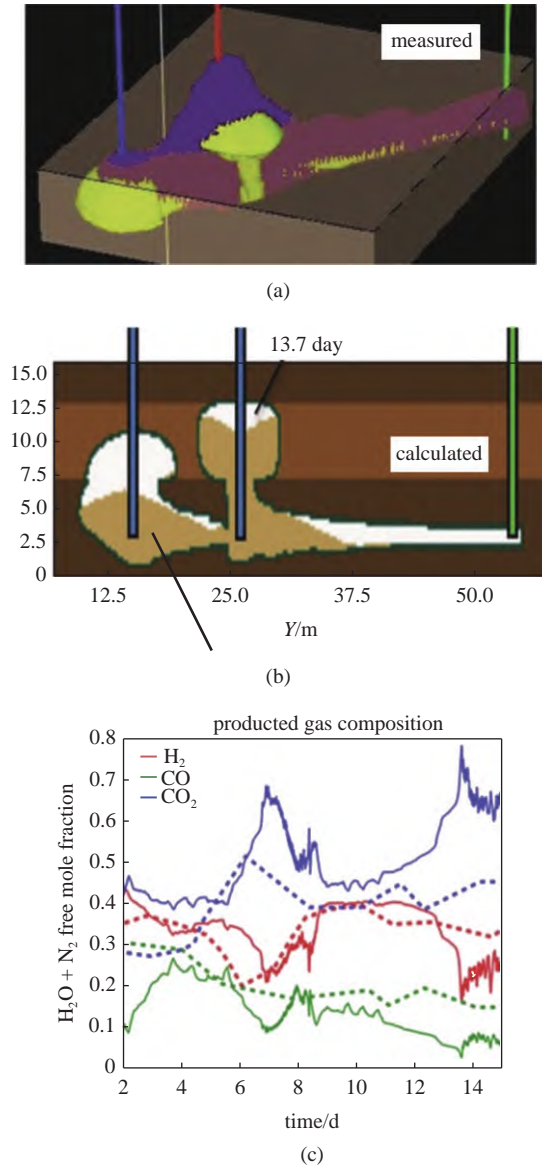 measured
(a)
13.7 day
15.0
12.5
10.0
calculated
7.5
5.0
2.5
0
12.5 25.0 37.5 50.0
Y/m
(b)
producted gas composition
0.8
H₂
CO
CO₂
0.7
0.6
0.5
0.4
0.3
0.2
0.1
0
H₂O + N₂ free mole fraction
2 4 6 8 10 12 14
time/d
(c)